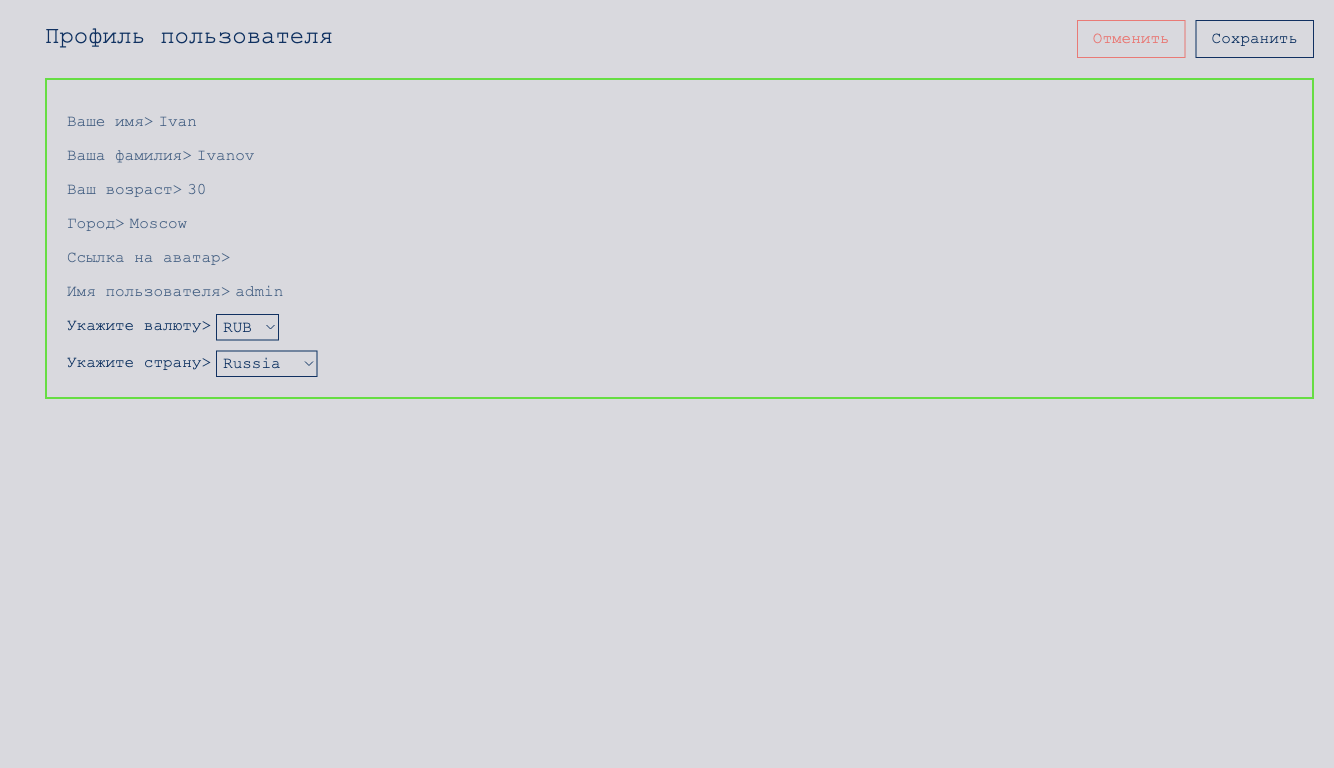 Профиль пользователя
Отменить
Сохранить
Ваше имя> Ivan
Ваша фамилия> Ivanov
Ваш возраст> 30
Город> Moscow
Ссылка на аватар>
Имя пользователя> admin
Укажите валюту> RUB
Укажите страну> Russia